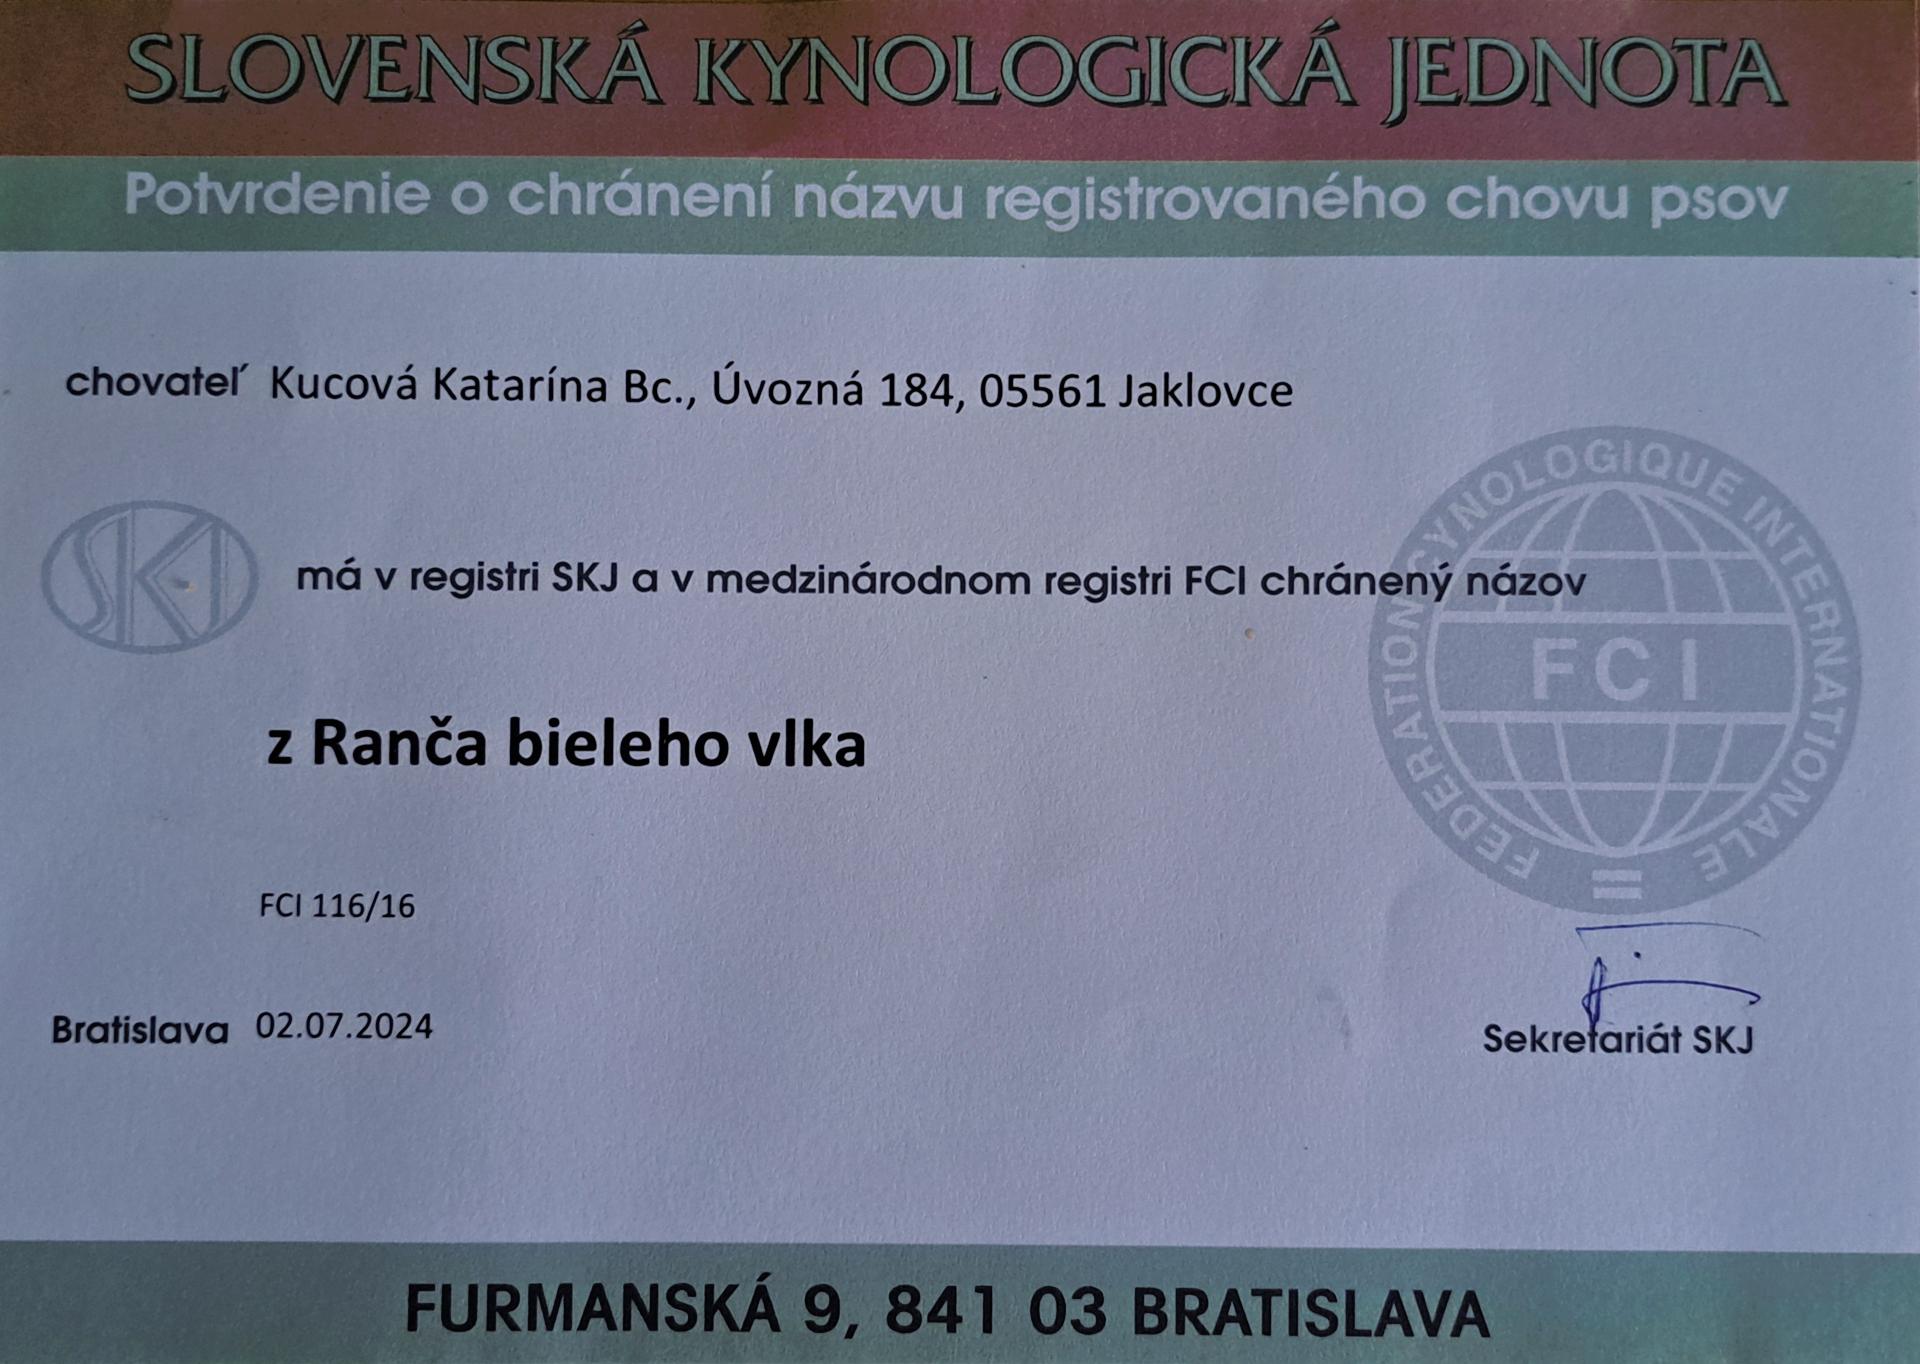 SLOVENSKÁ KYNOLOGICKÁ JEDNOTA
Potvrdenie o chránení názvu registrovaného chovu psov
chovateľ Kucová Katarína Bc., Úvozná 184, 05561 Jaklovce
SKJ
má v registri SKJ a v medzinárodnom registri FCI chránený názov
FEDERATION CYNOLOGIQUE INTERNATIONALE
FCI
z Ranča bieleho vlka
FCI 116/16
Bratislava 02.07.2024
Sekretariát SKJ
FURMANSKÁ 9, 841 03 BRATISLAVA